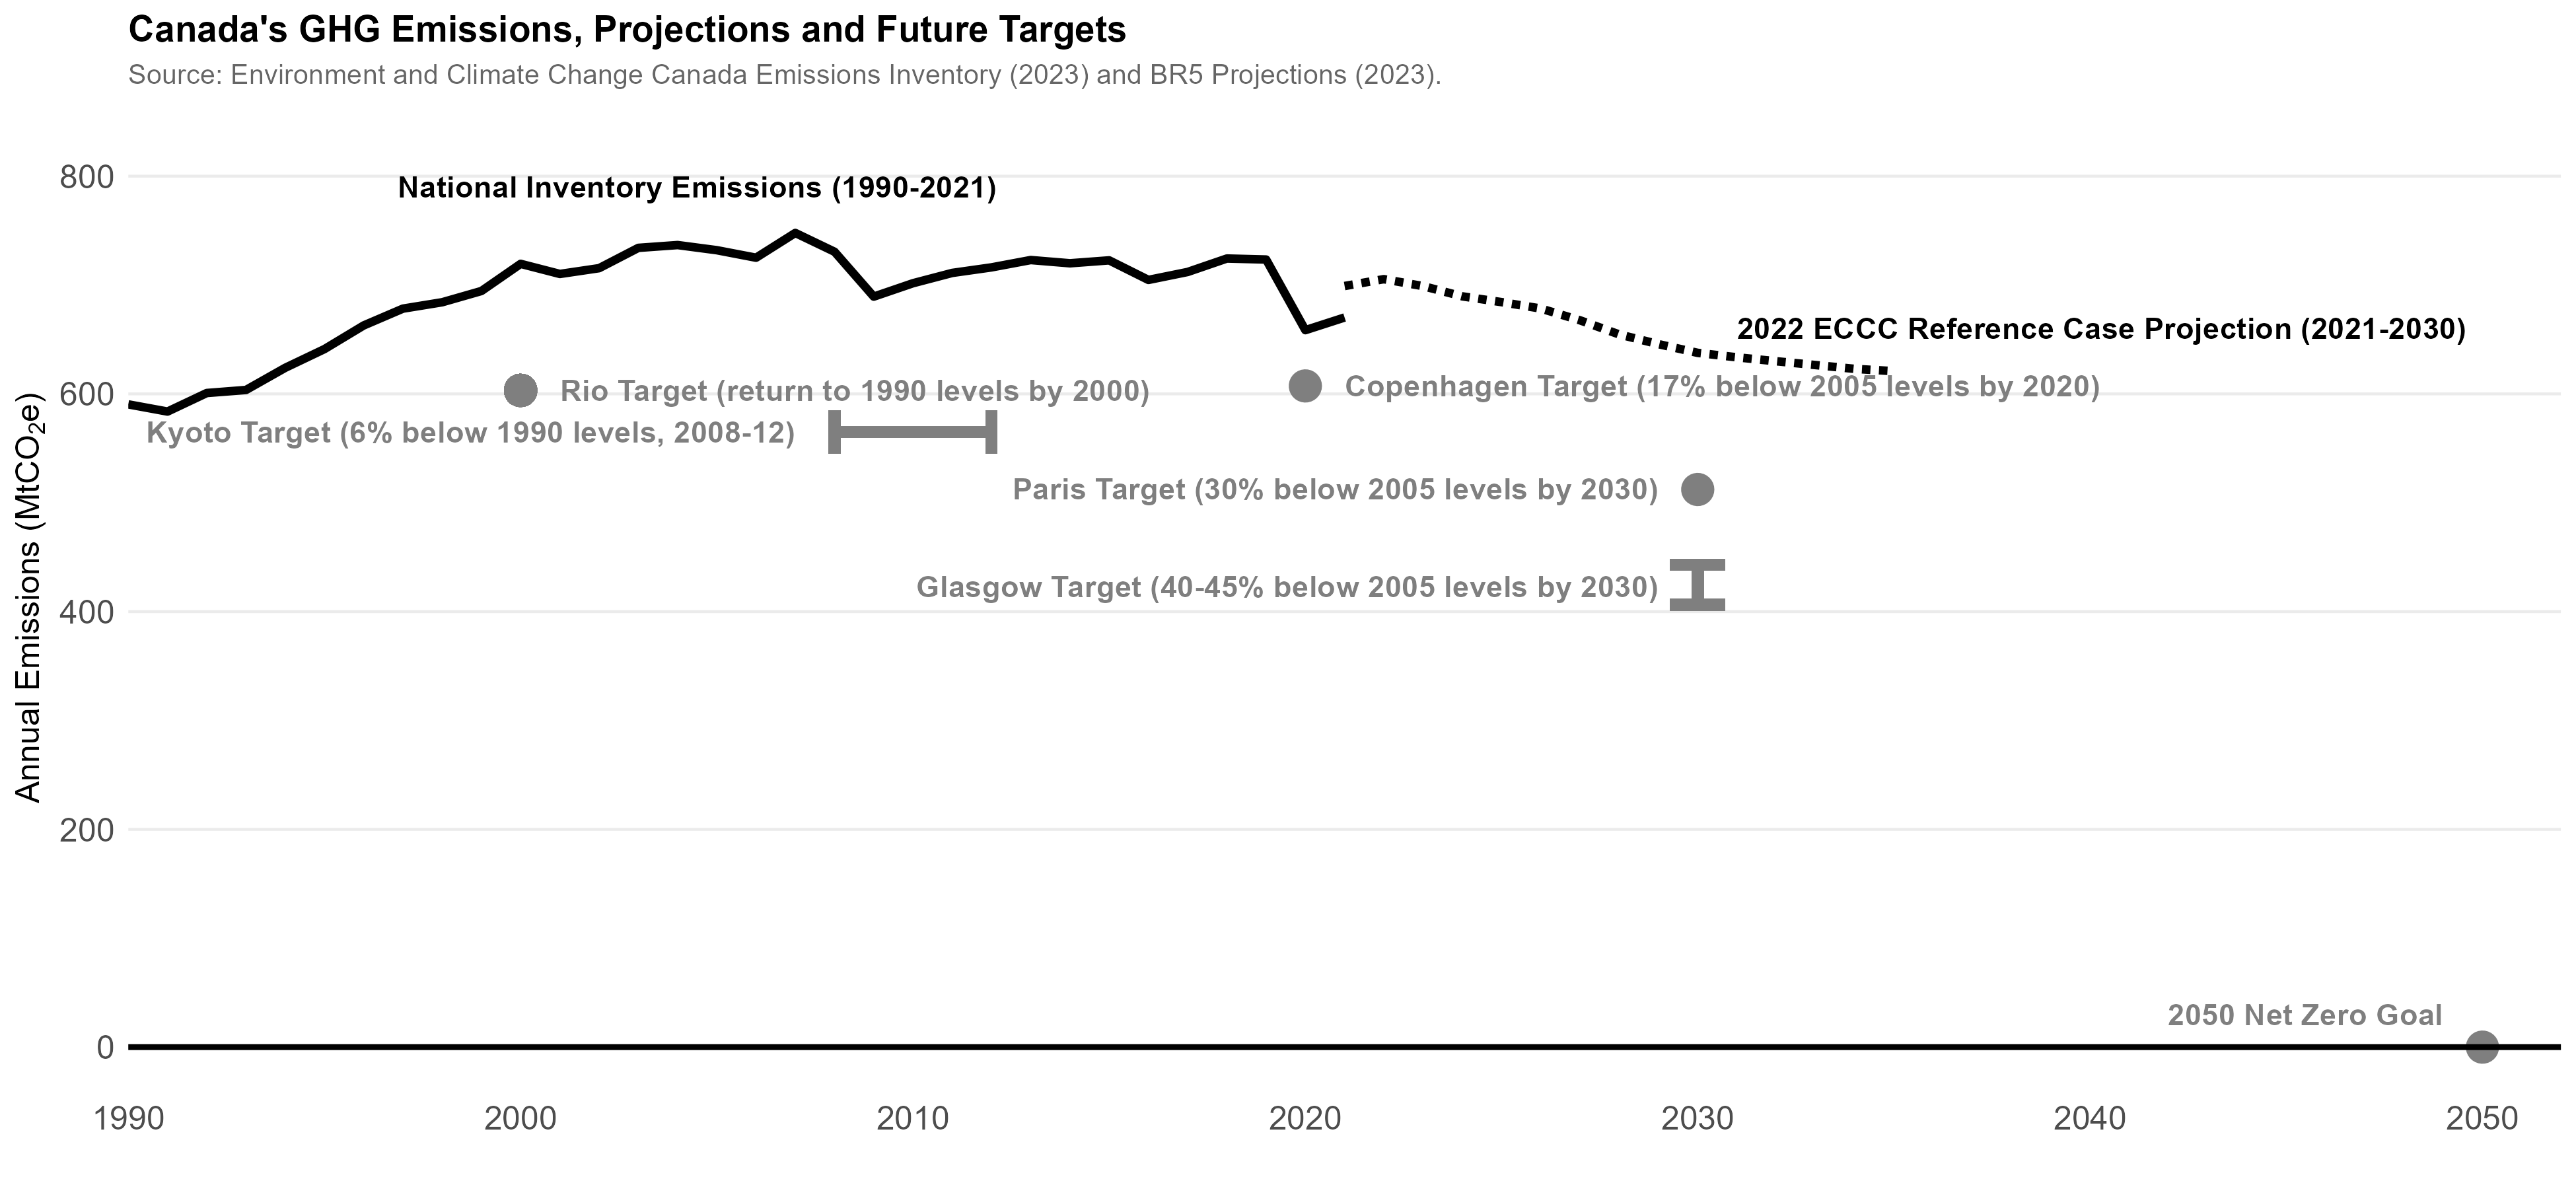 Canada's GHG Emissions, Projections and Future Targets
Source: Environment and Climate Change Canada Emissions Inventory (2023) and BR5 Projections (2023).
Annual Emissions (MtCO₂e)
800
National Inventory Emissions (1990-2021)
2022 ECCC Reference Case Projection (2021-2030)
600
Rio Target (return to 1990 levels by 2000)
Copenhagen Target (17% below 2005 levels by 2020)
Kyoto Target (6% below 1990 levels, 2008-12)
Paris Target (30% below 2005 levels by 2030)
Glasgow Target (40-45% below 2005 levels by 2030)
400
200
2050 Net Zero Goal
0
1990 2000 2010 2020 2030 2040 2050